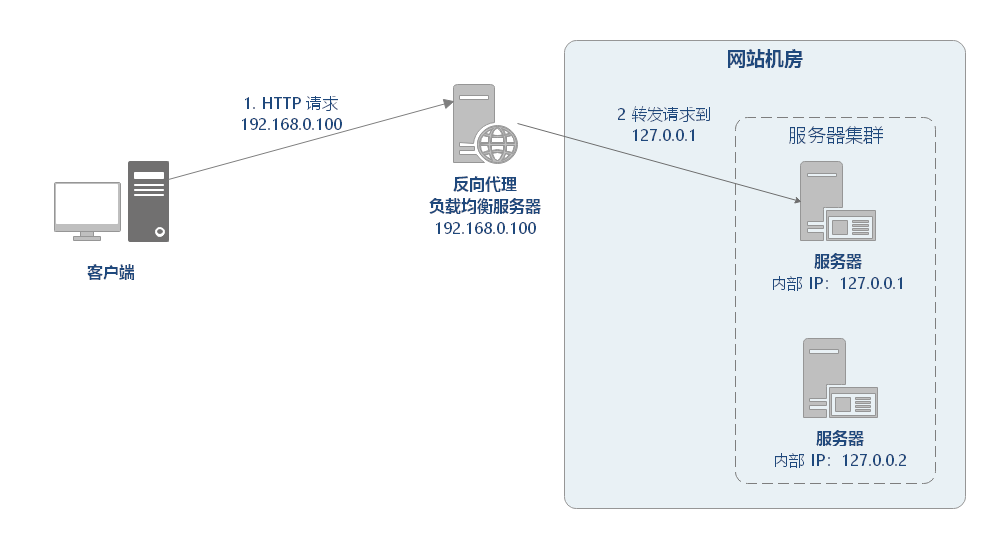 网站机房
1. HTTP 请求
192.168.0.100
2 转发请求到
127.0.0.1
服务器集群
反向代理
负载均衡服务器
192.168.0.100
客户端
服务器
内部 IP：127.0.0.1
服务器
内部 IP：127.0.0.2